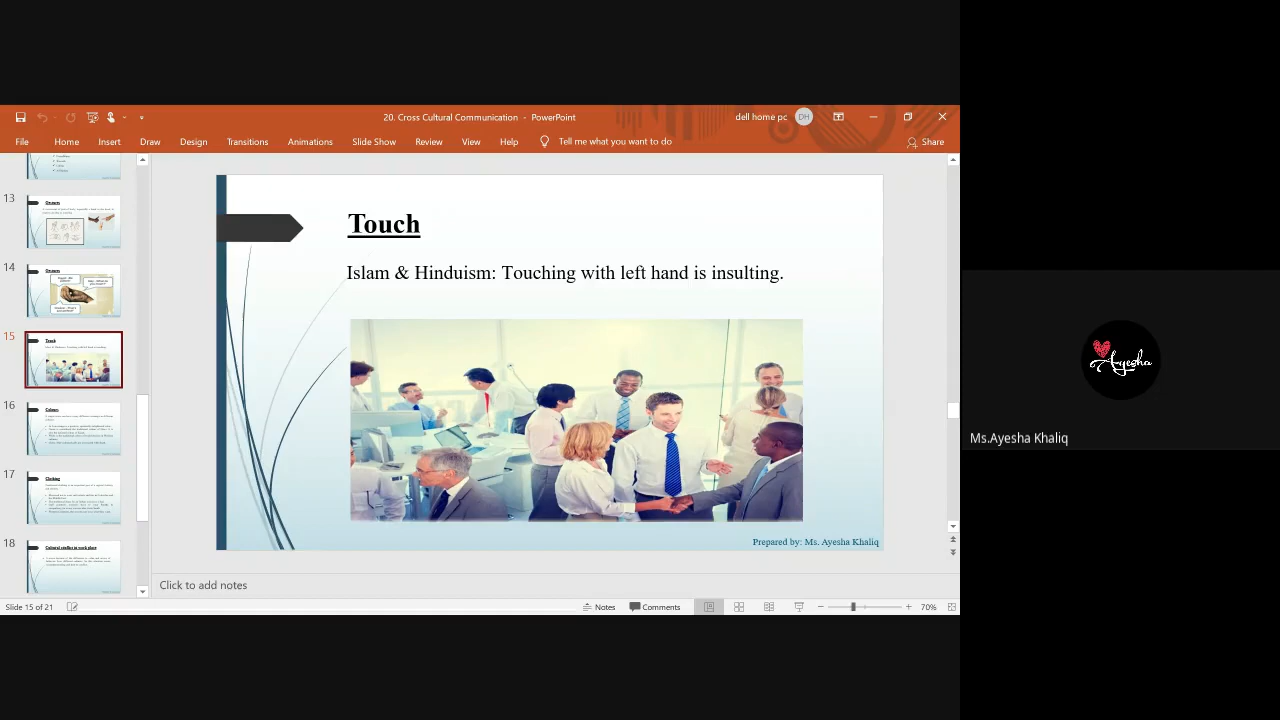 20. Cross Cultural Communication - PowerPoint
dell home pc
DH
File
Home
Insert
Draw
Design
Transitions
Animations
Slide Show
Review
View
Help
Tell me what you want to do
Share
13
14
15
16
17
18
Touch
Islam & Hinduism: Touching with left hand is insulting.
Prepared by: Ms. Ayesha Khaliq
Click to add notes
Slide 15 of 21
Notes
Comments
70%
Ayesha
Ms.Ayesha Khaliq